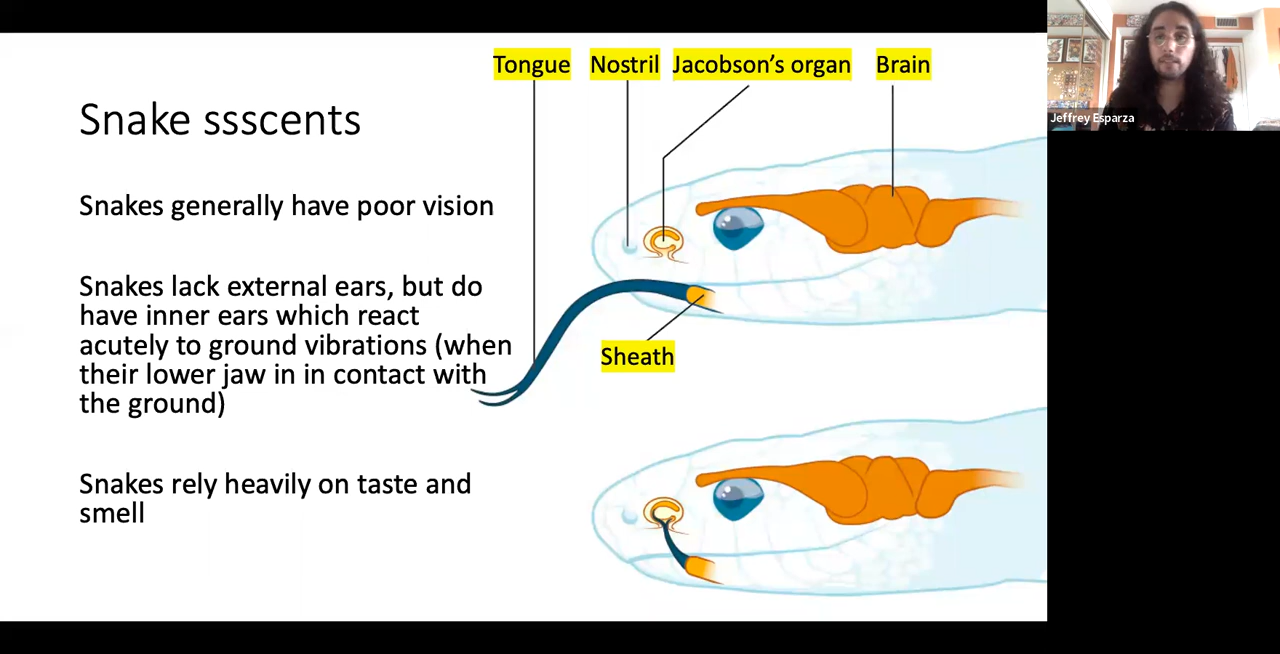 Tongue Nostril Jacobson's organ Brain
Snake ssscents
Snakes generally have poor vision
Snakes lack external ears, but do
have inner ears which react
acutely to ground vibrations (when
their lower jaw in in contact with
the ground)
Sheath
Snakes rely heavily on taste and
smell
Jeffrey Esparza